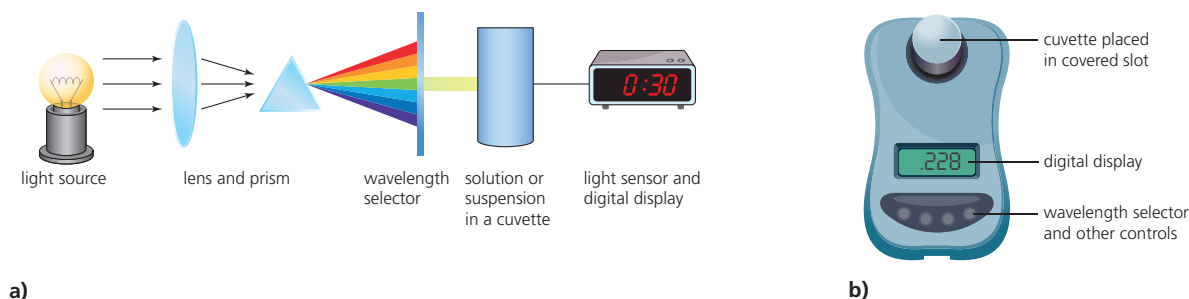 0:30
light source
lens and prism
wavelength
selector
solution or
suspension
in a cuvette
light sensor and
digital display
a)
cuvette placed
in covered slot
.228
digital display
wavelength selector
and other controls
b)